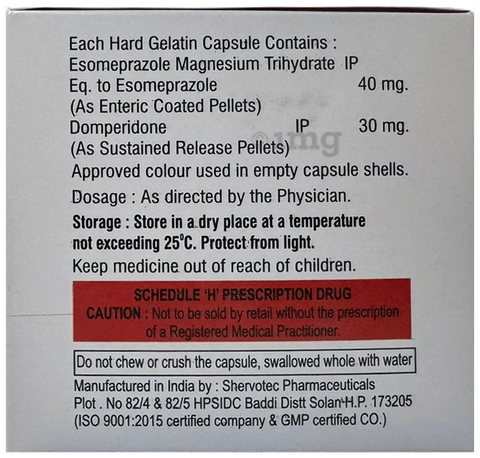 Each Hard Gelatin Capsule Contains :
Esomeprazole Magnesium Trihydrate IP
Eq. to Esomeprazole 40 mg.
(As Enteric Coated Pellets)
Domperidone IP 30 mg.
(As Sustained Release Pellets)
1mg
Approved colour used in empty capsule shells.
Dosage : As directed by the Physician.
Storage : Store in a dry place at a temperature
not exceeding 25⁰C. Protect from light.
Keep medicine out of reach of children.
SCHEDULE ‘H’ PRESCRIPTION DRUG
CAUTION : Not to be sold by retail without the prescription
of a Registered Medical Practitioner.
Do not chew or crush the capsule, swallowed whole with water
Manufactured in India by : Shervotec Pharmaceuticals
Plot . No 82/4 & 82/5 HPSIDC Baddi Distt Solan H.P. 173205
(ISO 9001:2015 certified company & GMP certified CO.)